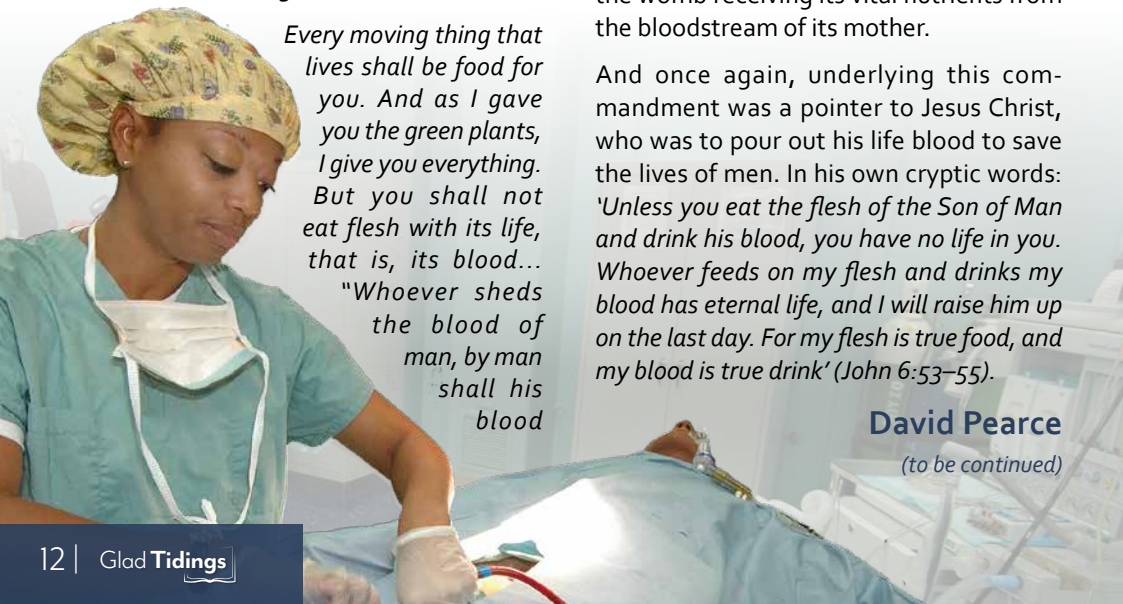 Every moving thing that
lives shall be food for
you. And as I gave
you the green plants,
I give you everything.
But you shall not
eat flesh with its life,
that is, its blood…
“Whoever sheds
the blood of
man, by man
shall his
blood
the womb receiving its vital nutrients from
the bloodstream of its mother.
And once again, underlying this com-
mandment was a pointer to Jesus Christ,
who was to pour out his life blood to save
the lives of men. In his own cryptic words:
‘Unless you eat the flesh of the Son of Man
and drink his blood, you have no life in you.
Whoever feeds on my flesh and drinks my
blood has eternal life, and I will raise him up
on the last day. For my flesh is true food, and
my blood is true drink’ (John 6:53–55).
David Pearce
(to be continued)
12 | Glad Tidings